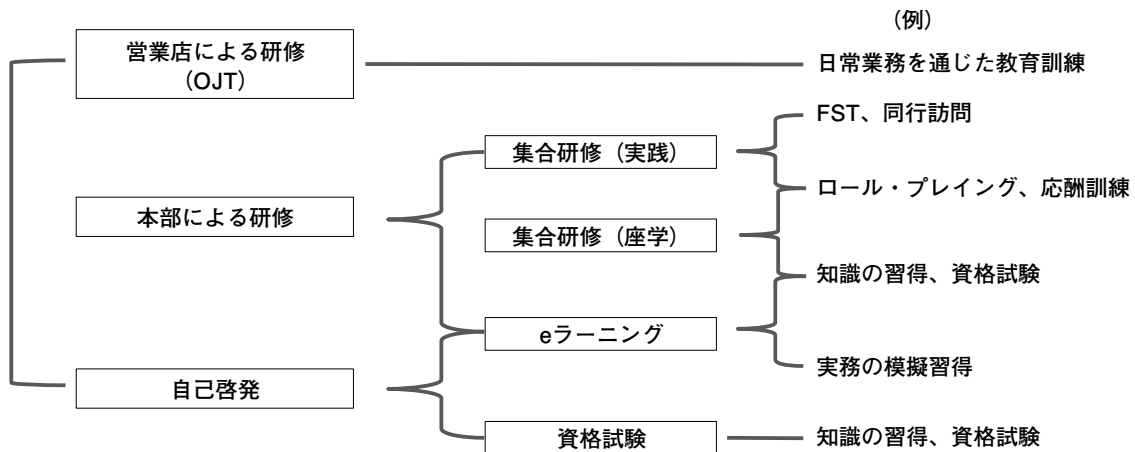 （例）
営業店による研修
（OJT）
日常業務を通じた教育訓練
FST、同行訪問
集合研修（実践）
ロール・プレイング、応酬訓練
本部による研修
集合研修（座学）
知識の習得、資格試験
eラーニング
実務の模擬習得
自己啓発
資格試験
知識の習得、資格試験